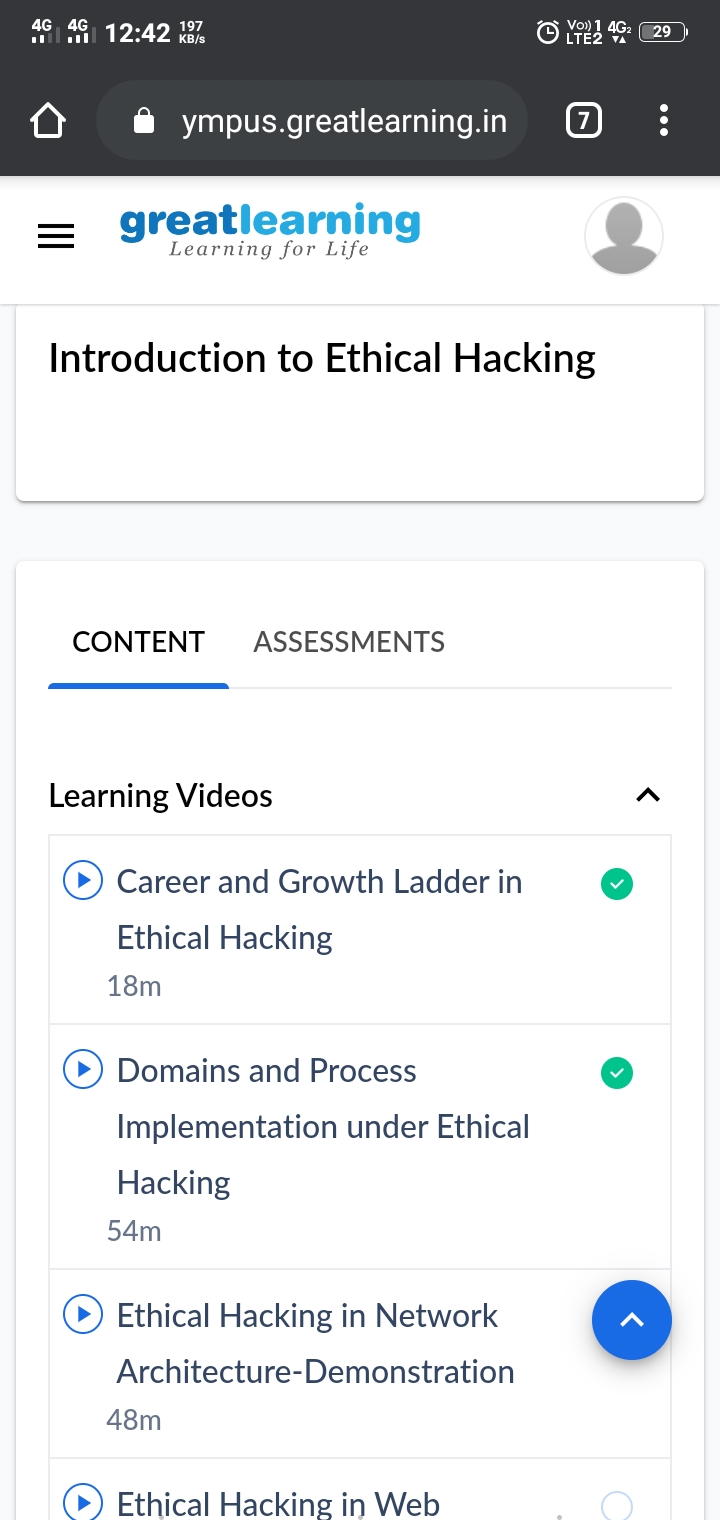 4G 4G 12:42 197 KB/s Vo)) 1 LTE2 4G2 29
ympus.greatlearning.in 7
greatlearning
Learning for Life
Introduction to Ethical Hacking
CONTENT ASSESSMENTS
Learning Videos
Career and Growth Ladder in
Ethical Hacking
18m
Domains and Process
Implementation under Ethical
Hacking
54m
Ethical Hacking in Network
Architecture-Demonstration
48m
Ethical Hacking in Web